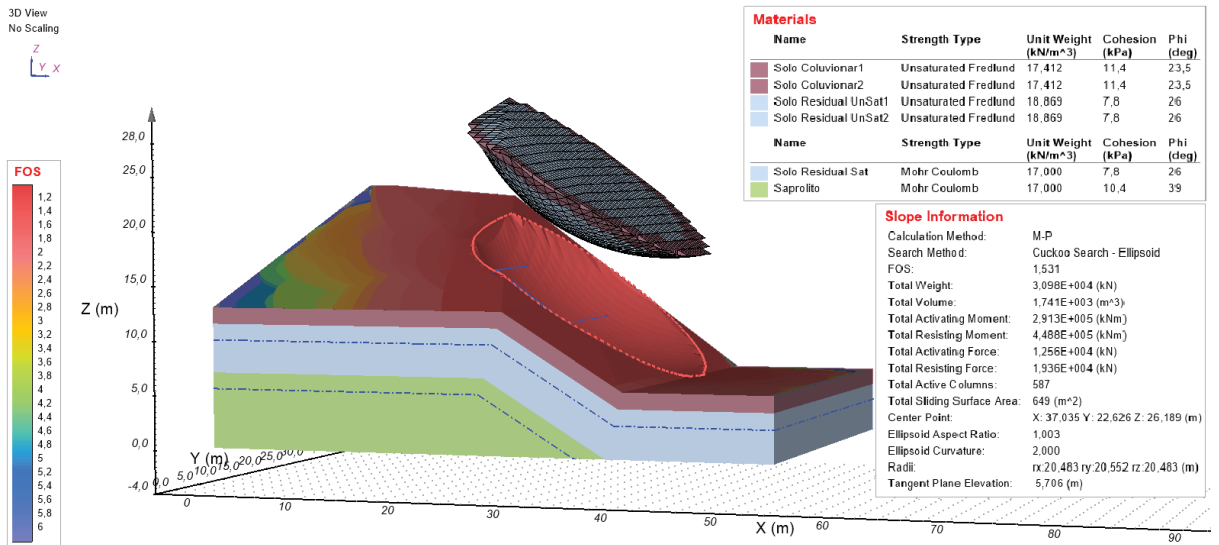 3D View
No Scaling
Z
Y X
FOS
1,2
1,4
1,6
1,8
2
2,2
2,4
2,6
2,8
3
3,2
3,4
3,6
3,8
4
4,2
4,4
4,6
4,8
5
5,2
5,4
5,6
5,8
6
28,0
25,0
20,0
15,0
10,0
5,0
0,0
-4,0
Z (m)
Y (m)
0,0 5,0 10,0 15,0 20,0 25,0 30,0
0 10 20 30 40 50 60 70 80 90
X (m)
Materials
Name Strength Type Unit Weight (kN/m^3) Cohesion (kPa) Phi (deg)
Solo Coluvionar1 Unsaturated Fredlund 17,412 11,4 23,5
Solo Coluvionar2 Unsaturated Fredlund 17,412 11,4 23,5
Solo Residual UnSat1 Unsaturated Fredlund 18,869 7,8 26
Solo Residual UnSat2 Unsaturated Fredlund 18,869 7,8 26
Name Strength Type Unit Weight (kN/m^3) Cohesion (kPa) Phi (deg)
Solo Residual Sat Mohr Coulomb 17,000 7,8 26
Saprolito Mohr Coulomb 17,000 10,4 39
Slope Information
Calculation Method: M-P
Search Method: Cuckoo Search - Ellipsoid
FOS: 1,531
Total Weight: 3,098E+004 (kN)
Total Volume: 1,741E+003 (m^3)
Total Activating Moment: 2,913E+005 (kNm)
Total Resisting Moment: 4,488E+005 (kNm)
Total Activating Force: 1,256E+004 (kN)
Total Resisting Force: 1,936E+004 (kN)
Total Active Columns: 587
Total Sliding Surface Area: 649 (m^2)
Center Point: X: 37,035 Y: 22,626 Z: 26,189 (m)
Ellipsoid Aspect Ratio: 1,003
Ellipsoid Curvature: 2,000
Radii: rx:20,483 ry:20,552 rz:20,483 (m)
Tangent Plane Elevation: 5,706 (m)